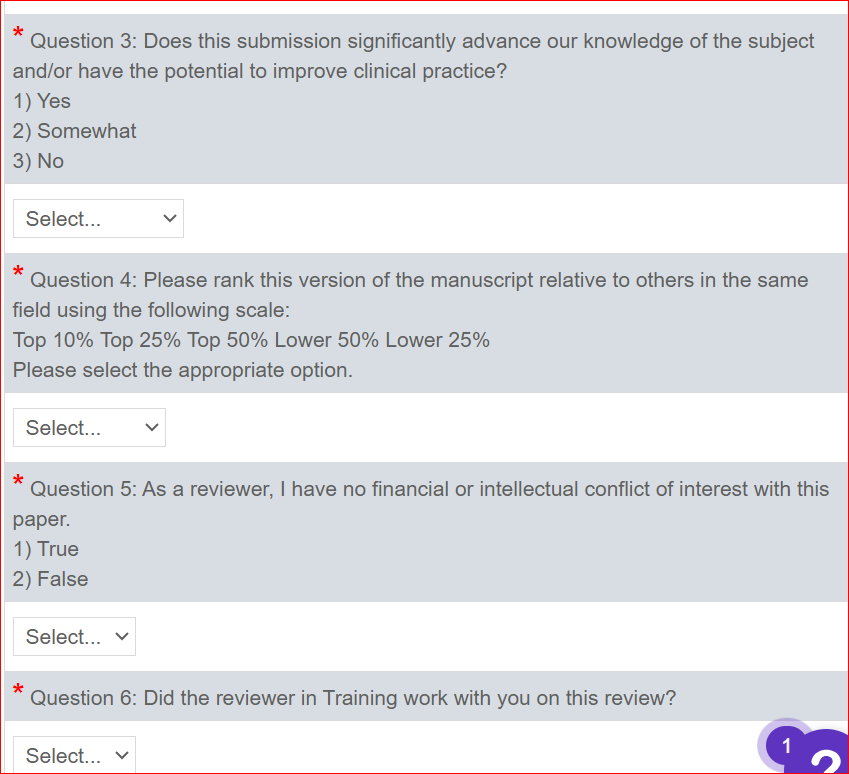 * Question 3: Does this submission significantly advance our knowledge of the subject
and/or have the potential to improve clinical practice?
1) Yes
2) Somewhat
3) No
Select...
* Question 4: Please rank this version of the manuscript relative to others in the same
field using the following scale:
Top 10% Top 25% Top 50% Lower 50% Lower 25%
Please select the appropriate option.
Select...
* Question 5: As a reviewer, I have no financial or intellectual conflict of interest with this
paper.
1) True
2) False
Select...
* Question 6: Did the reviewer in Training work with you on this review?
Select...
1
?